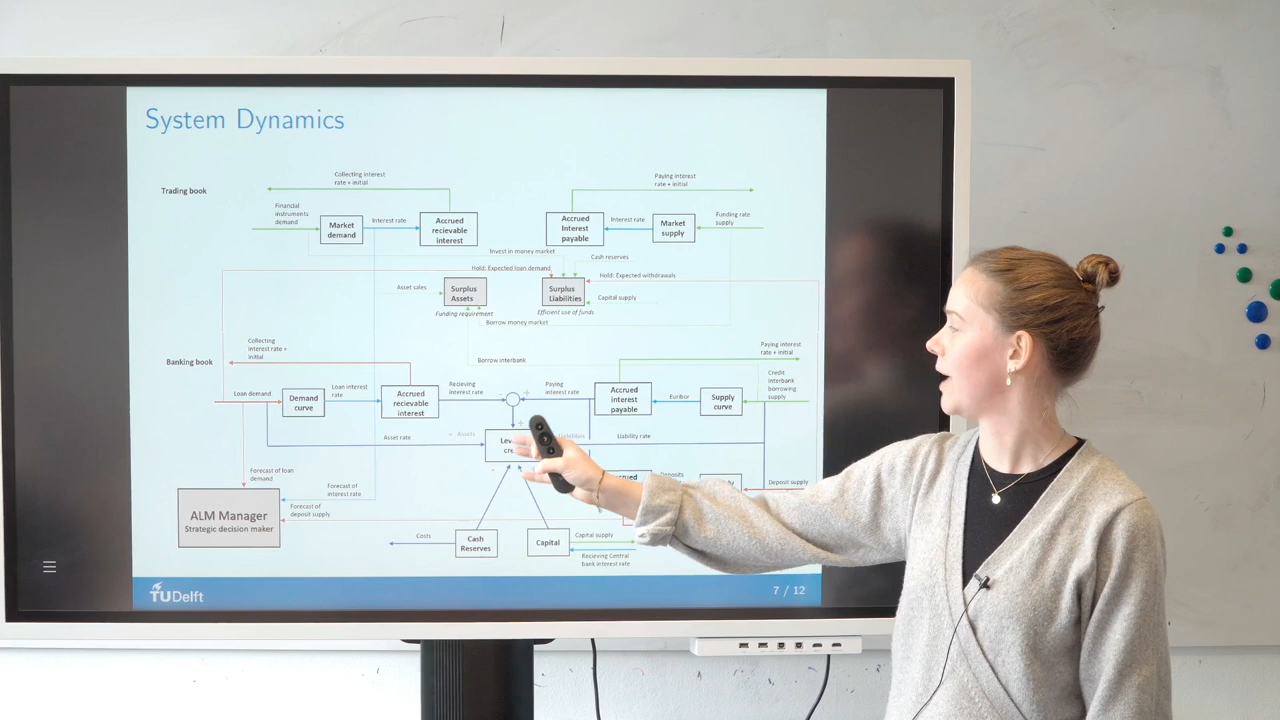 System Dynamics
Trading book
Collecting interest
rate + initial
Paying interest
rate + initial
Financial
instruments
demand
Market
demand
Interest rate
Accrued
recievable
interest
Accrued
Interest
payable
Interest rate
Market
supply
Funding rate
supply
Invest in money market
Cash reserves
Hold: Expected loan demand
Hold: Expected withdrawals
Asset sales
Surplus
Assets
Surplus
Liabilities
Capital supply
Funding requirement
Efficient use of funds
Borrow money market
Banking book
Collecting
interest rate +
initial
Paying interest
rate + initial
Borrow interbank
Credit
interbank
borrowing
supply
Loan demand
Demand
curve
Loan interest
rate
Accrued
recievable
interest
Recieving
interest rate
Paying
interest rate
Accrued
interest
payable
Euribor
Supply
curve
Asset rate
+ Assets
Liabilities
Liability rate
Forecast of loan
demand
Deposits
Deposit supply
Forecast of
interest rate
Forecast of
deposit supply
ALM Manager
Strategic decision maker
Costs
Cash
Reserves
Capital
Capital supply
Recieving Central
bank interest rate
TUDelft
7 / 12